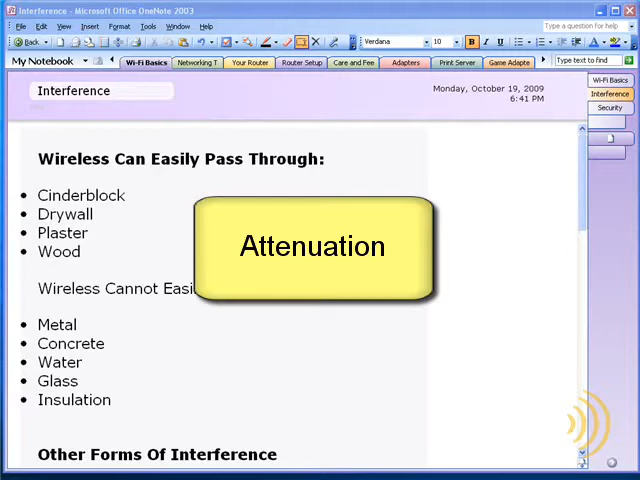 Interference - Microsoft Office OneNote 2003
File Edit View Insert Format Tools Window Help
Type a question for help
Back
Verdana
10
B I U
My Notebook
Wi-Fi Basics
Networking T
Your Router
Router Setup
Care and Fee
Adapters
Print Server
Game Adapte
Type text to find
Interference
Monday, October 19, 2009
6:41 PM
Wi-Fi Basics
Interference
Security
Wireless Can Easily Pass Through:
Cinderblock
Drywall
Plaster
Wood
Attenuation
Wireless Cannot Easi
Metal
Concrete
Water
Glass
Insulation
Other Forms Of Interference